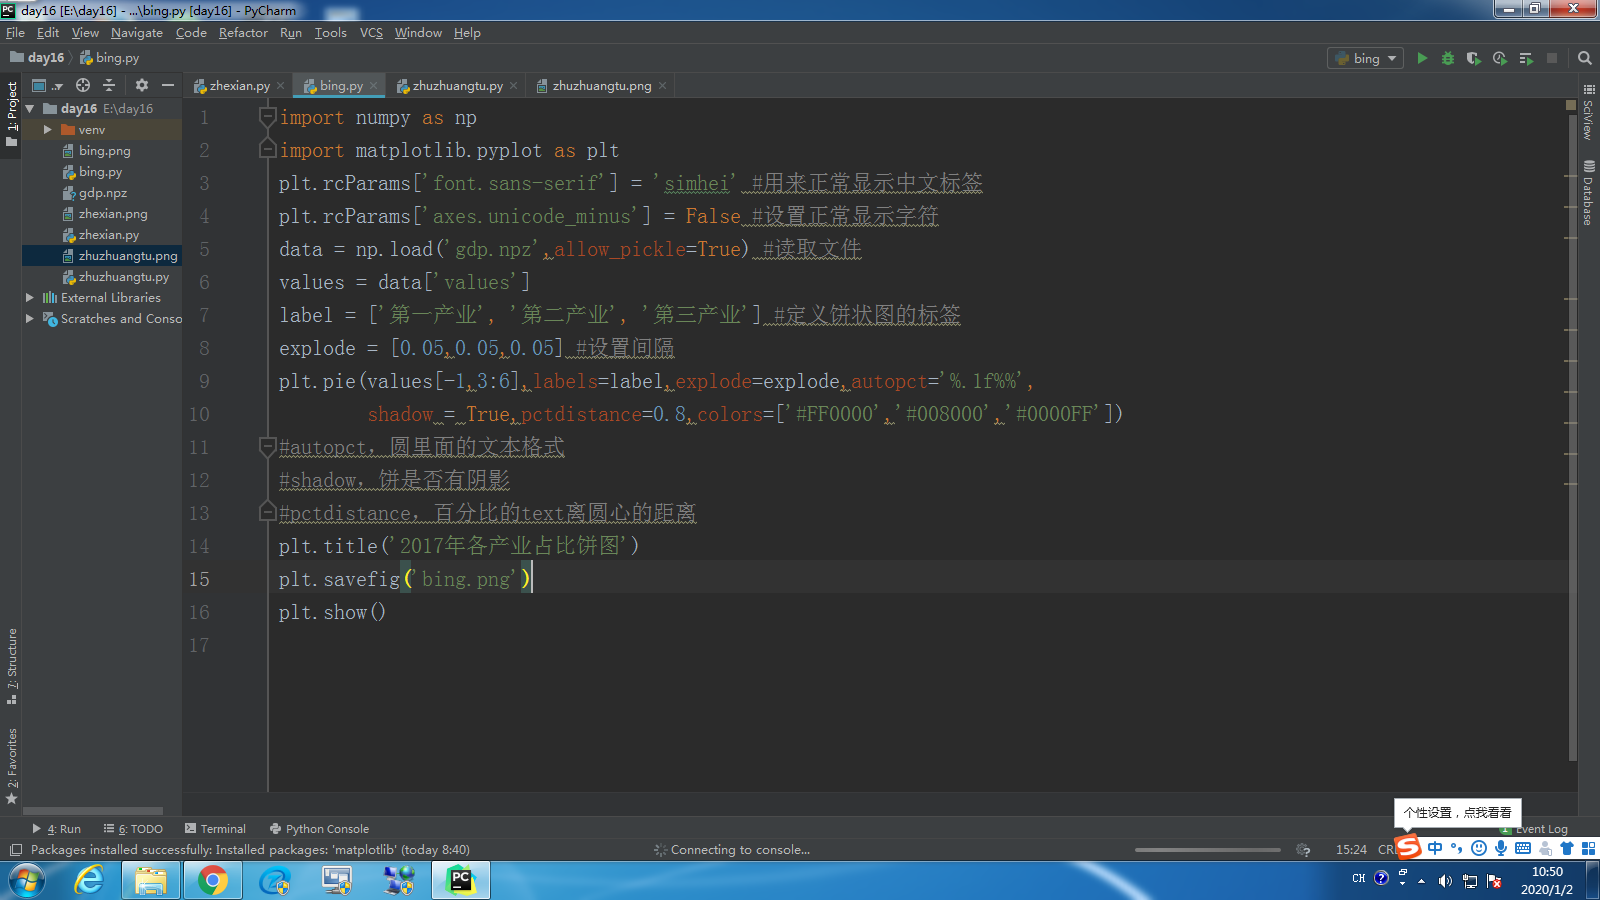 day16 [E:\day16] - ...\bing.py [day16] - PyCharm
File Edit View Navigate Code Refactor Run Tools VCS Window Help
day16 bing.py
bing
zhexian.py bing.py zhuzhuangtu.py zhuzhuangtu.png
1: Project
day16 E:\day16
venv
bing.png
bing.py
gdp.npz
zhexian.png
zhexian.py
zhuzhuangtu.png
zhuzhuangtu.py
External Libraries
Scratches and Conso
1 import numpy as np
2 import matplotlib.pyplot as plt
3 plt.rcParams['font.sans-serif'] = 'simhei' #用来正常显示中文标签
4 plt.rcParams['axes.unicode_minus'] = False #设置正常显示字符
5 data = np.load('gdp.npz',allow_pickle=True) #读取文件
6 values = data['values']
7 label = ['第一产业', '第二产业', '第三产业'] #定义饼状图的标签
8 explode = [0.05,0.05,0.05] #设置间隔
9 plt.pie(values[-1,3:6],labels=label,explode=explode,autopct='%.1f%%',
10 shadow = True,pctdistance=0.8,colors=['#FF0000','#008000','#0000FF'])
11 #autopct，圆里面的文本格式
12 #shadow，饼是否有阴影
13 #pctdistance，百分比的text离圆心的距离
14 plt.title('2017年各产业占比饼图')
15 plt.savefig('bing.png')
16 plt.show()
17
SciView
Database
7: Structure
2: Favorites
个性设置，点我看看
4: Run 6: TODO Terminal Python Console Event Log
Packages installed successfully: Installed packages: 'matplotlib' (today 8:40) Connecting to console... 15:24 CR
中
CH
10:50
2020/1/2